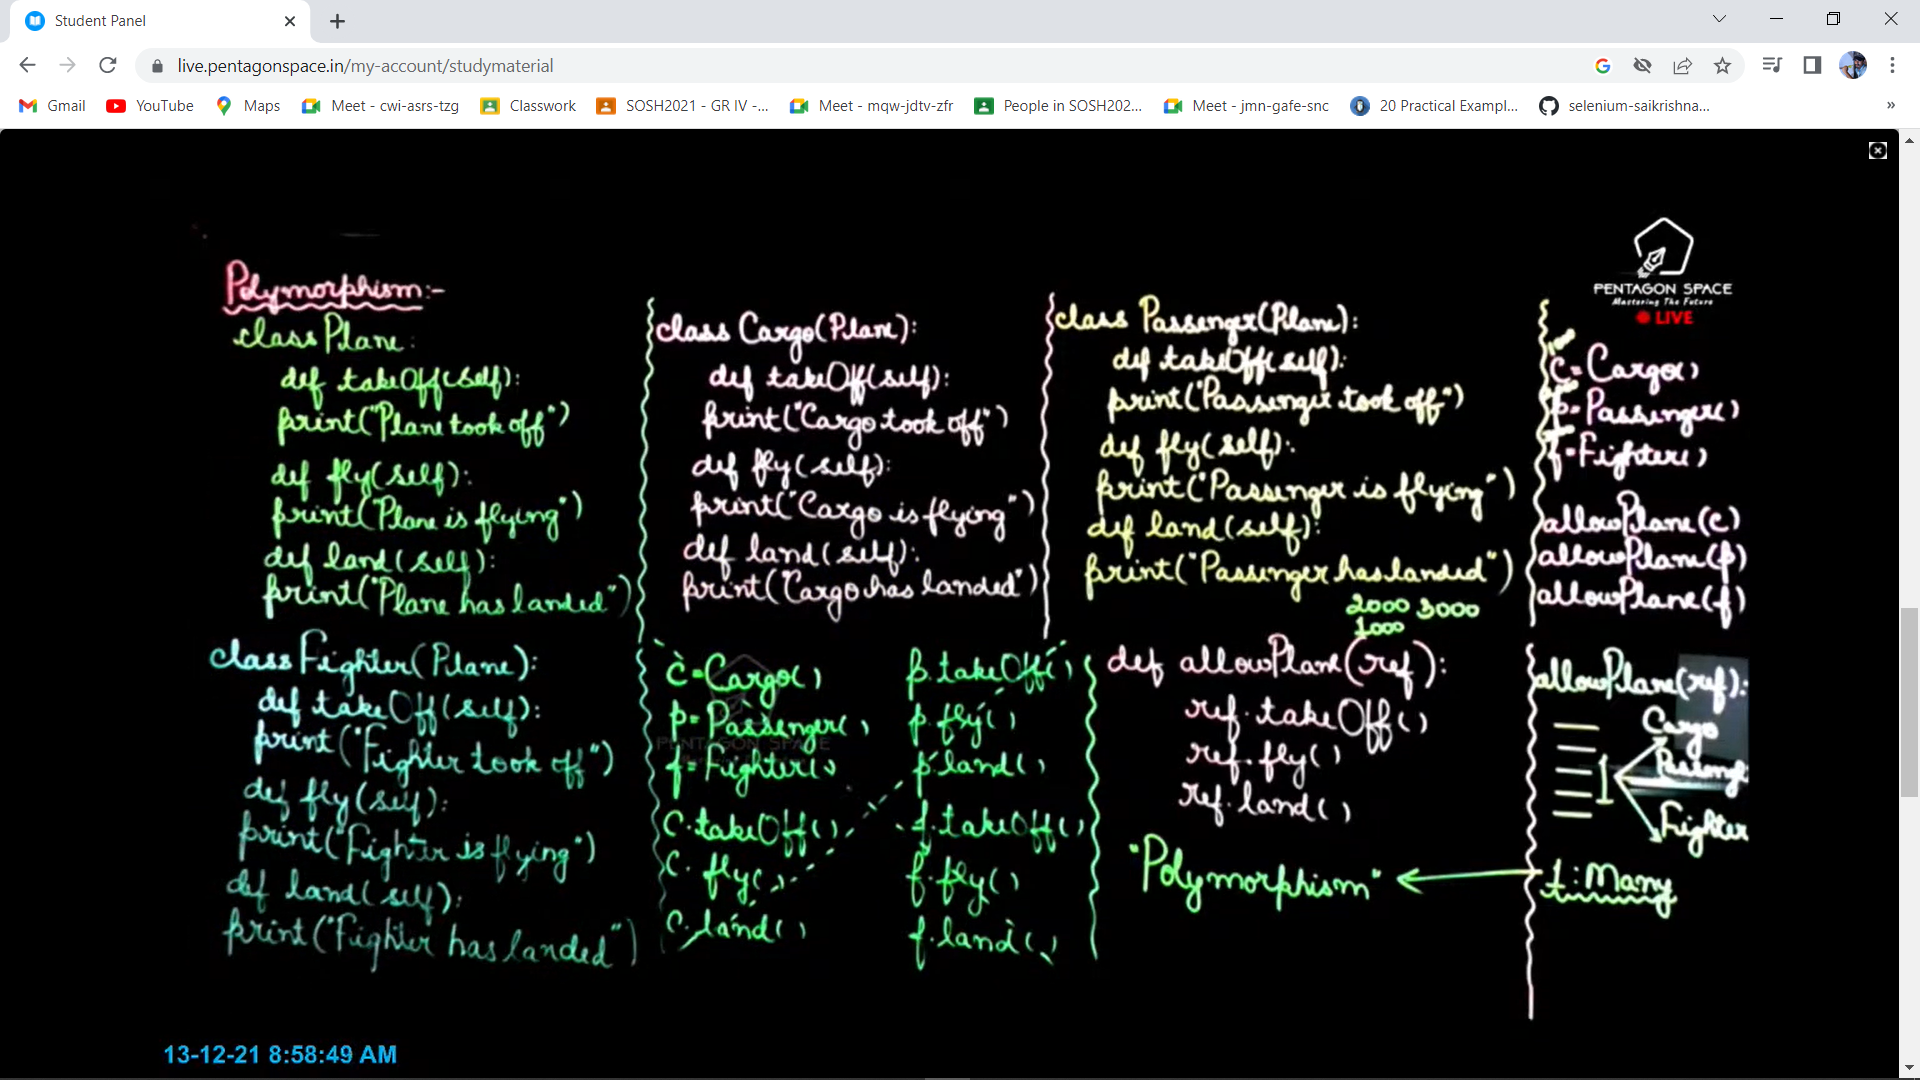 Student Panel
live.pentagonspace.in/my-account/studymaterial
Gmail
YouTube
Maps
Meet - cwi-asrs-tzg
Classwork
SOSH2021 - GR IV -...
Meet - mqw-jdtv-zfr
People in SOSH202...
Meet - jmn-gafe-snc
20 Practical Exampl...
selenium-saikrishna...
»
PENTAGON SPACE
Mastering The Future
LIVE
Polymorphism:-
class Plane:
def takeOff(self):
print("Plane took off")
def fly(self):
print("Plane is flying")
def land(self):
print("Plane has landed")
class Cargo(Plane):
def takeOff(self):
print("Cargo took off")
def fly(self):
print("Cargo is flying")
def land(self):
print("Cargo has landed")
class Passenger(Plane):
def takeOff(self):
print("Passenger took off")
def fly(self):
print("Passenger is flying")
def land(self):
print("Passenger has landed")
c=Cargo()
p=Passenger()
f=Fighter()
allowPlane(c)
allowPlane(p)
allowPlane(f)
class Fighter(Plane):
def takeOff(self):
print("Fighter took off")
def fly(self):
print("Fighter is flying")
def land(self):
print("Fighter has landed")
c=Cargo()
p=Passenger()
f=Fighter()
c.takeOff()
c.fly()
c.land()
PENTAGON SPACE
p.takeOff()
p.fly()
p.land()
f.takeOff()
f.fly()
f.land()
2000 3000
1000
def allowPlane(ref):
ref.takeOff()
ref.fly()
ref.land()
"Polymorphism"
allowPlane(ref):
Cargo
1
Fighter
1:Many
13-12-21 8:58:49 AM